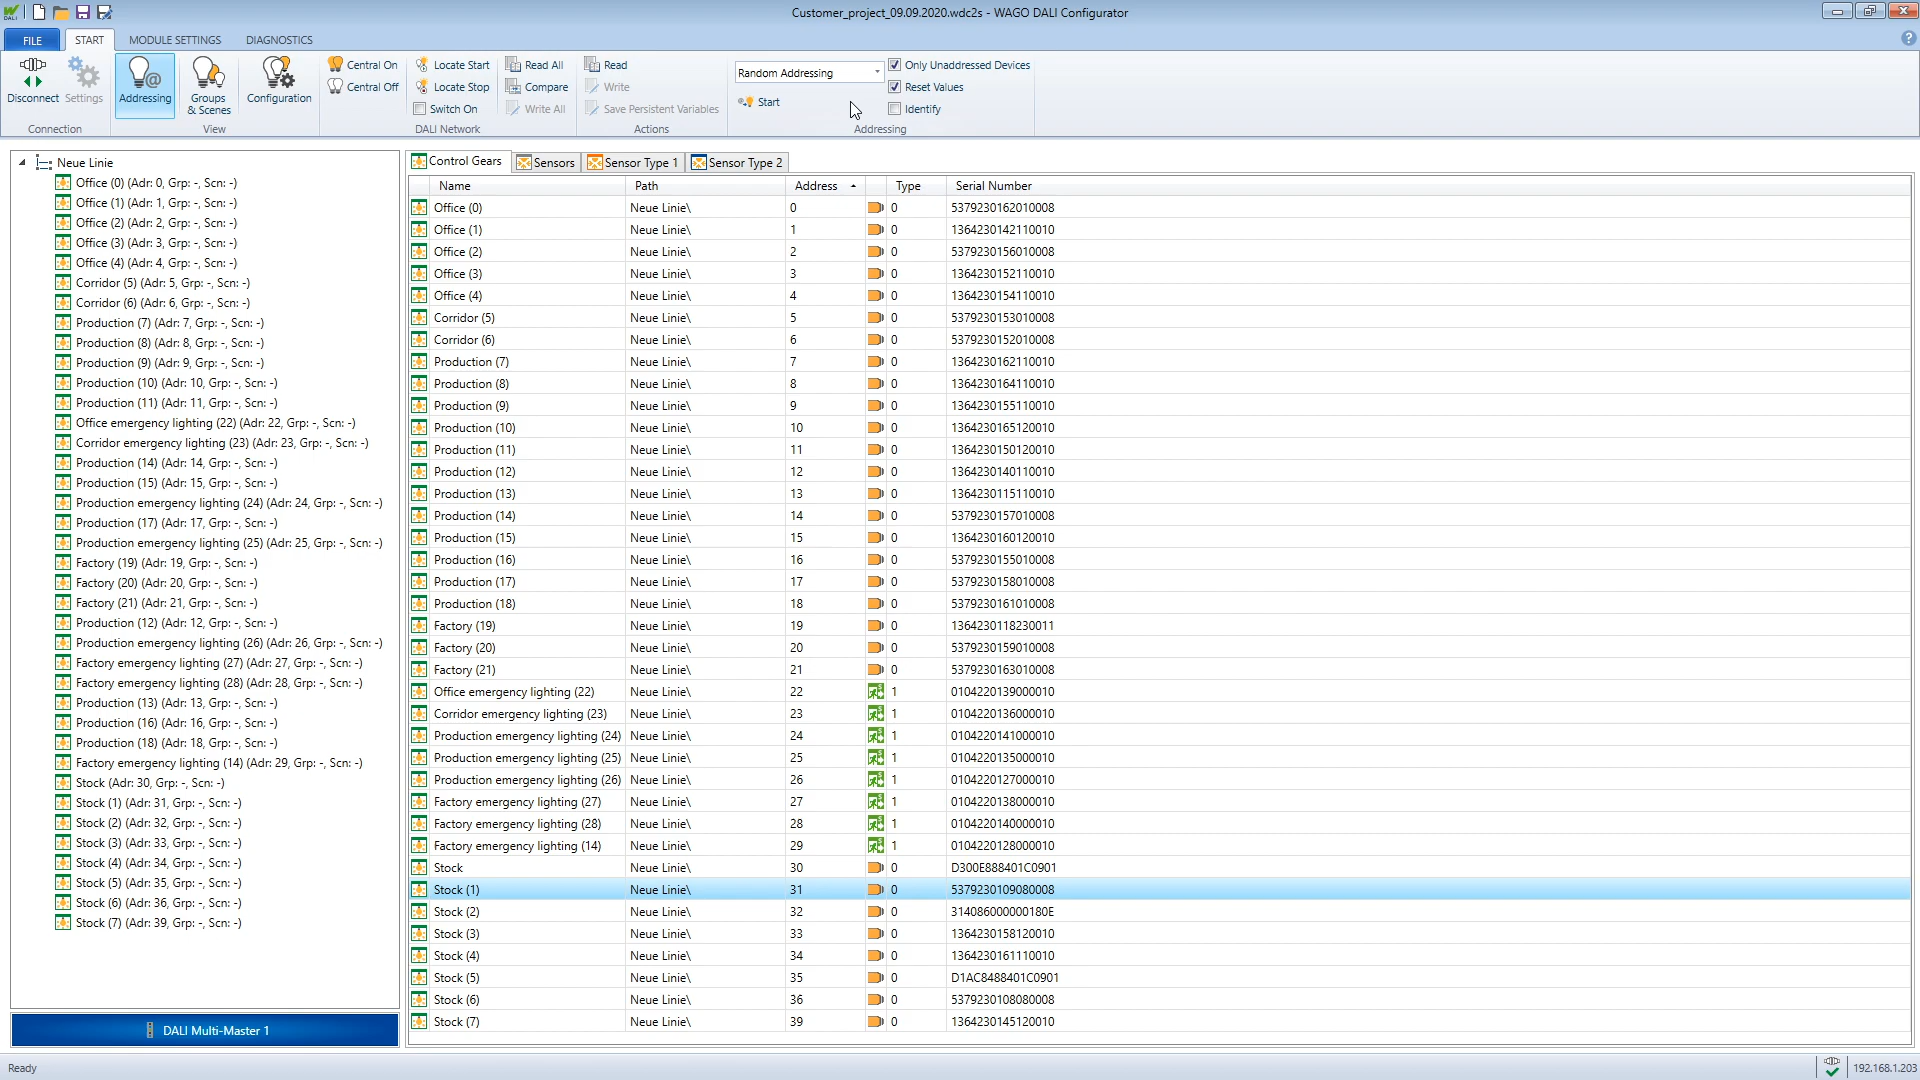 Customer_project_09.09.2020.wdc2s - WAGO DALI Configurator
FILE START MODULE SETTINGS DIAGNOSTICS
Disconnect Settings Connection
Addressing Groups & Scenes Configuration View
Central On Locate Start Read All
Central Off Locate Stop Compare
Switch On Write All
DALI Network
Read
Write
Save Persistent Variables
Actions
Random Addressing Only Unaddressed Devices
Start Reset Values
Identify
Addressing
Neue Linie
Office (0) (Adr: 0, Grp: -, Scn: -)
Office (1) (Adr: 1, Grp: -, Scn: -)
Office (2) (Adr: 2, Grp: -, Scn: -)
Office (3) (Adr: 3, Grp: -, Scn: -)
Office (4) (Adr: 4, Grp: -, Scn: -)
Corridor (5) (Adr: 5, Grp: -, Scn: -)
Corridor (6) (Adr: 6, Grp: -, Scn: -)
Production (7) (Adr: 7, Grp: -, Scn: -)
Production (8) (Adr: 8, Grp: -, Scn: -)
Production (9) (Adr: 9, Grp: -, Scn: -)
Production (10) (Adr: 10, Grp: -, Scn: -)
Production (11) (Adr: 11, Grp: -, Scn: -)
Office emergency lighting (22) (Adr: 22, Grp: -, Scn: -)
Corridor emergency lighting (23) (Adr: 23, Grp: -, Scn: -)
Production (14) (Adr: 14, Grp: -, Scn: -)
Production (15) (Adr: 15, Grp: -, Scn: -)
Production emergency lighting (24) (Adr: 24, Grp: -, Scn: -)
Production (17) (Adr: 17, Grp: -, Scn: -)
Production emergency lighting (25) (Adr: 25, Grp: -, Scn: -)
Factory (19) (Adr: 19, Grp: -, Scn: -)
Factory (20) (Adr: 20, Grp: -, Scn: -)
Factory (21) (Adr: 21, Grp: -, Scn: -)
Production (12) (Adr: 12, Grp: -, Scn: -)
Production emergency lighting (26) (Adr: 26, Grp: -, Scn: -)
Factory emergency lighting (27) (Adr: 27, Grp: -, Scn: -)
Factory emergency lighting (28) (Adr: 28, Grp: -, Scn: -)
Production (13) (Adr: 13, Grp: -, Scn: -)
Production (16) (Adr: 16, Grp: -, Scn: -)
Production (18) (Adr: 18, Grp: -, Scn: -)
Factory emergency lighting (14) (Adr: 29, Grp: -, Scn: -)
Stock (Adr: 30, Grp: -, Scn: -)
Stock (1) (Adr: 31, Grp: -, Scn: -)
Stock (2) (Adr: 32, Grp: -, Scn: -)
Stock (3) (Adr: 33, Grp: -, Scn: -)
Stock (4) (Adr: 34, Grp: -, Scn: -)
Stock (5) (Adr: 35, Grp: -, Scn: -)
Stock (6) (Adr: 36, Grp: -, Scn: -)
Stock (7) (Adr: 39, Grp: -, Scn: -)
DALI Multi-Master 1
Control Gears Sensors Sensor Type 1 Sensor Type 2
Name Path Address Type Serial Number
Office (0) Neue Linie\ 0 0 5379230162010008
Office (1) Neue Linie\ 1 0 1364230142110010
Office (2) Neue Linie\ 2 0 5379230156010008
Office (3) Neue Linie\ 3 0 1364230152110010
Office (4) Neue Linie\ 4 0 1364230154110010
Corridor (5) Neue Linie\ 5 0 5379230153010008
Corridor (6) Neue Linie\ 6 0 5379230152010008
Production (7) Neue Linie\ 7 0 1364230162110010
Production (8) Neue Linie\ 8 0 1364230164110010
Production (9) Neue Linie\ 9 0 1364230155110010
Production (10) Neue Linie\ 10 0 1364230165120010
Production (11) Neue Linie\ 11 0 1364230150120010
Production (12) Neue Linie\ 12 0 1364230140110010
Production (13) Neue Linie\ 13 0 1364230115110010
Production (14) Neue Linie\ 14 0 5379230157010008
Production (15) Neue Linie\ 15 0 1364230160120010
Production (16) Neue Linie\ 16 0 5379230155010008
Production (17) Neue Linie\ 17 0 5379230158010008
Production (18) Neue Linie\ 18 0 5379230161010008
Factory (19) Neue Linie\ 19 0 1364230118230011
Factory (20) Neue Linie\ 20 0 5379230159010008
Factory (21) Neue Linie\ 21 0 5379230163010008
Office emergency lighting (22) Neue Linie\ 22 1 0104220139000010
Corridor emergency lighting (23) Neue Linie\ 23 1 0104220136000010
Production emergency lighting (24) Neue Linie\ 24 1 0104220141000010
Production emergency lighting (25) Neue Linie\ 25 1 0104220135000010
Production emergency lighting (26) Neue Linie\ 26 1 0104220127000010
Factory emergency lighting (27) Neue Linie\ 27 1 0104220138000010
Factory emergency lighting (28) Neue Linie\ 28 1 0104220140000010
Factory emergency lighting (14) Neue Linie\ 29 1 0104220128000010
Stock Neue Linie\ 30 0 D300E888401C0901
Stock (1) Neue Linie\ 31 0 5379230109080008
Stock (2) Neue Linie\ 32 0 314086000000180E
Stock (3) Neue Linie\ 33 0 1364230158120010
Stock (4) Neue Linie\ 34 0 1364230161110010
Stock (5) Neue Linie\ 35 0 D1AC8488401C0901
Stock (6) Neue Linie\ 36 0 5379230108080008
Stock (7) Neue Linie\ 39 0 1364230145120010
Ready 192.168.1.203